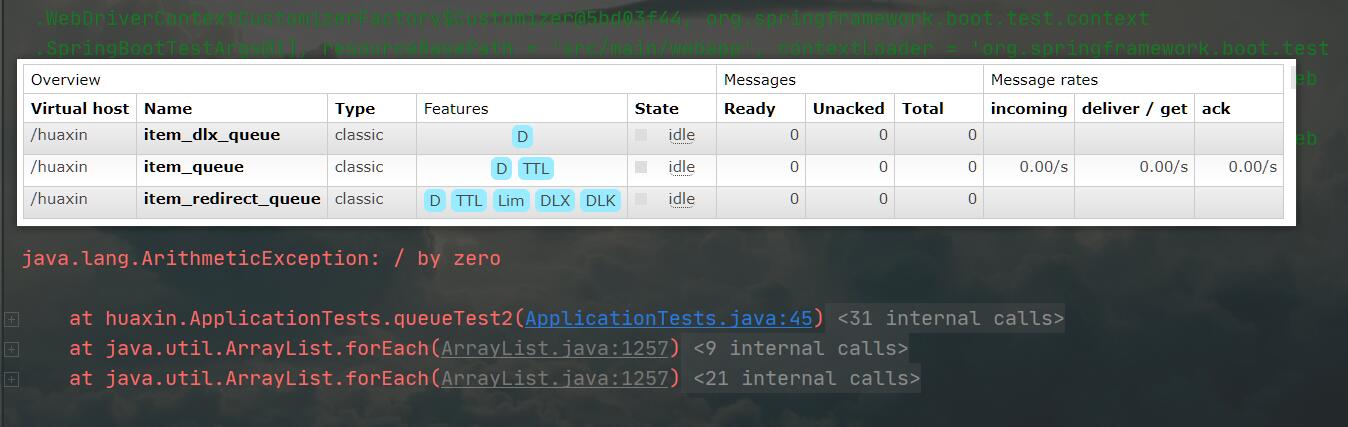 .WebDriverContextCustomizerFactory$Customizer@5bd03f44, org.springframework.boot.test.context
.SpringBootTestArgs@1], resourceBasePath = 'src/main/webapp', contextLoader = 'org.springframework.boot.test
eb
eb
Overview Messages Message rates
Virtual host Name Type Features State Ready Unacked Total incoming deliver / get ack
/huaxin item_dlx_queue classic D idle 0 0 0
/huaxin item_queue classic D TTL idle 0 0 0 0.00/s 0.00/s 0.00/s
/huaxin item_redirect_queue classic D TTL Lim DLX DLK idle 0 0 0
java.lang.ArithmeticException: / by zero
at huaxin.ApplicationTests.queueTest2(ApplicationTests.java:45) <31 internal calls>
at java.util.ArrayList.forEach(ArrayList.java:1257) <9 internal calls>
at java.util.ArrayList.forEach(ArrayList.java:1257) <21 internal calls>